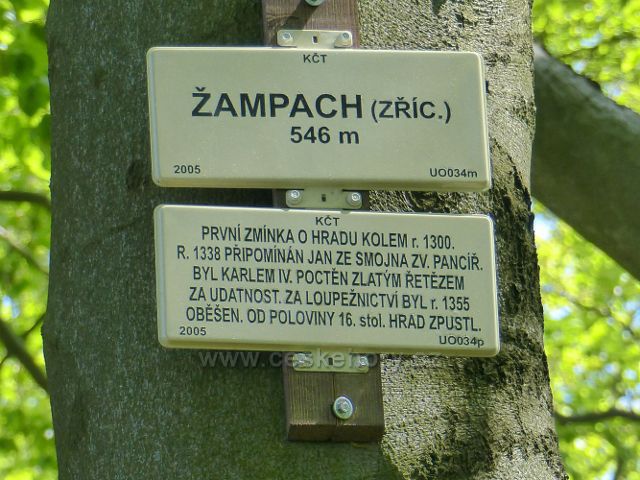 KČT
ŽAMPACH (ZŘÍC.)
546 m
2005 UO034m
KČT
PRVNÍ ZMÍNKA O HRADU KOLEM r. 1300.
R. 1338 PŘIPOMÍNÁN JAN ZE SMOJNA ZV. PANCÍŘ.
BYL KARLEM IV. POCTĚN ZLATÝM ŘETĚZEM
ZA UDATNOST. ZA LOUPEŽNICTVÍ BYL r. 1355
OBĚŠEN. OD POLOVINY 16. stol. HRAD ZPUSTL.
2005 UO034p